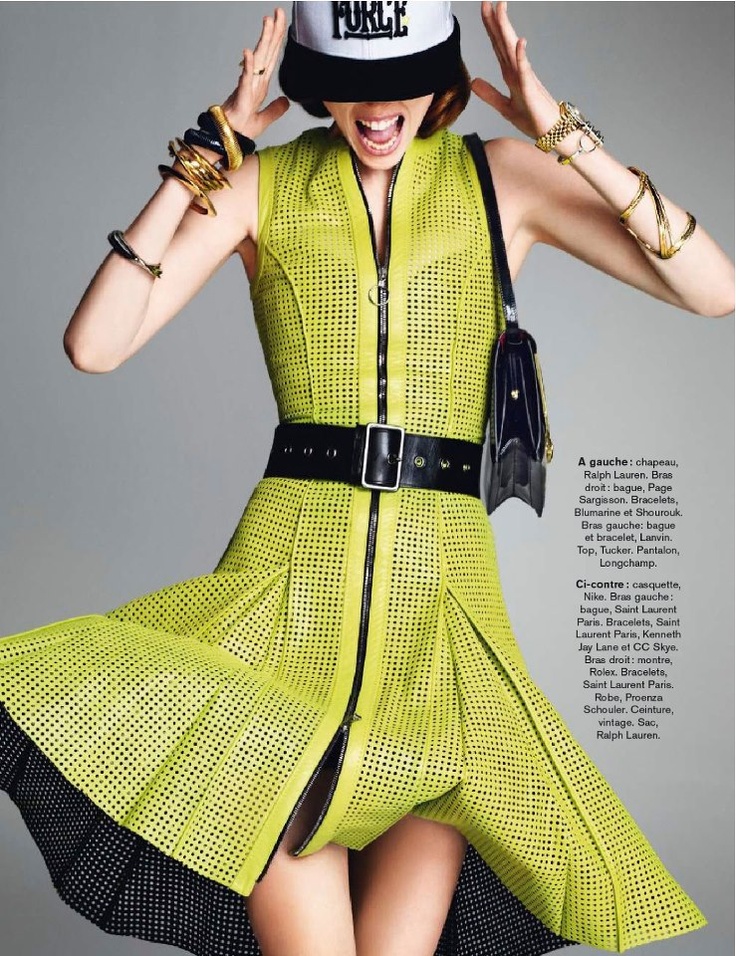 FORCE
A gauche : chapeau,
Ralph Lauren. Bras
droit : bague, Page
Sargisson. Bracelets,
Blumarine et Shourouk.
Bras gauche: bague
et bracelet, Lanvin.
Top, Tucker. Pantalon,
Longchamp.
Ci-contre : casquette,
Nike. Bras gauche :
bague, Saint Laurent
Paris. Bracelets, Saint
Laurent Paris, Kenneth
Jay Lane et CC Skye.
Bras droit : montre,
Rolex. Bracelets,
Saint Laurent Paris.
Robe, Proenza
Schouler. Ceinture,
vintage. Sac,
Ralph Lauren.